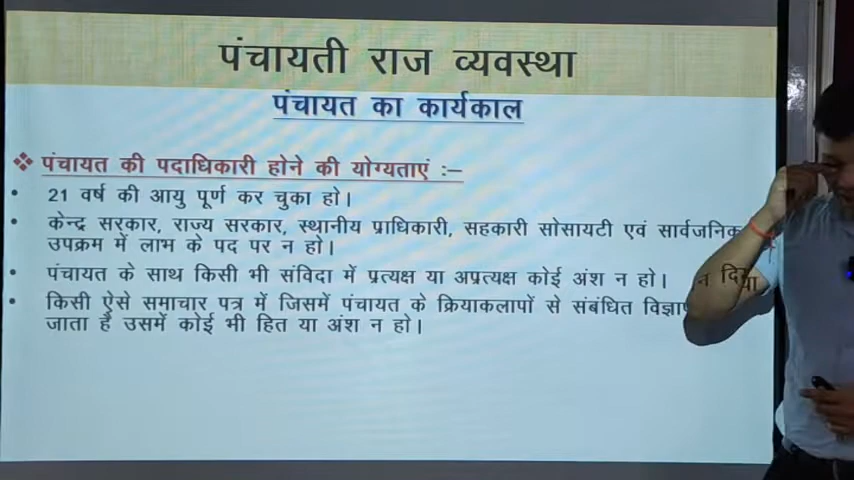 पंचायती राज व्यवस्था
पंचायत का कार्यकाल
❖ पंचायत की पदाधिकारी होने की योग्यताएं :–
• 21 वर्ष की आयु पूर्ण कर चुका हो।
• केन्द्र सरकार, राज्य सरकार, स्थानीय प्राधिकारी, सहकारी सोसायटी एवं सार्वजनिक
उपक्रम में लाभ के पद पर न हो।
• पंचायत के साथ किसी भी संविदा में प्रत्यक्ष या अप्रत्यक्ष कोई अंश न हो।
• किसी ऐसे समाचार पत्र में जिसमें पंचायत के क्रियाकलापों से संबंधित न दिया
जाता है उसमें कोई भी हित या अंश न हो।